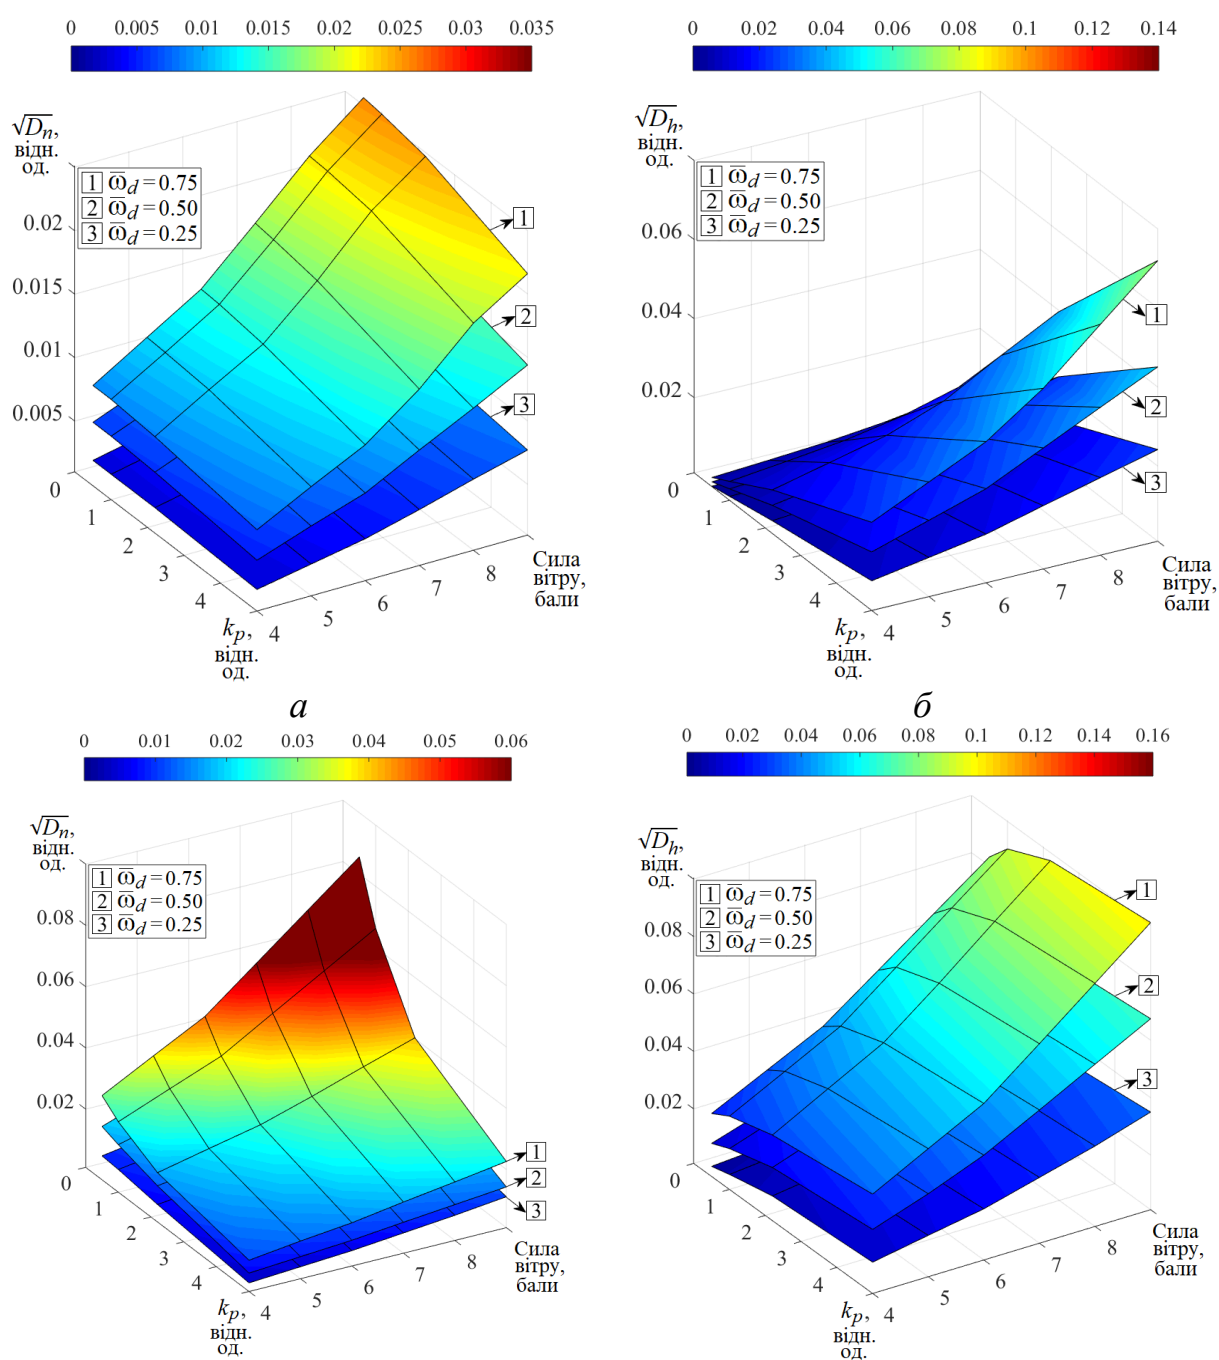 0 0.005 0.01 0.015 0.02 0.025 0.03 0.035
√Dn,
відн.
од.
1 ω̅d = 0.75
2 ω̅d = 0.50
3 ω̅d = 0.25
0.02
0.015
0.01
0.005
1
2
3
0
1
2
3
4
kp,
відн.
од.
4 5 6 7 8
Сила
вітру,
бали
а
0 0.02 0.04 0.06 0.08 0.1 0.12 0.14
√Dh,
відн.
од.
1 ω̅d = 0.75
2 ω̅d = 0.50
3 ω̅d = 0.25
0.06
0.04
0.02
1
2
3
0
1
2
3
4
kp,
відн.
од.
4 5 6 7 8
Сила
вітру,
бали
б
0 0.01 0.02 0.03 0.04 0.05 0.06
√Dn,
відн.
од.
1 ω̅d = 0.75
2 ω̅d = 0.50
3 ω̅d = 0.25
0.08
0.06
0.04
0.02
1
2
3
0
1
2
3
4
kp,
відн.
од.
4 5 6 7 8
Сила
вітру,
бали
0 0.02 0.04 0.06 0.08 0.1 0.12 0.14 0.16
√Dh,
відн.
од.
1 ω̅d = 0.75
2 ω̅d = 0.50
3 ω̅d = 0.25
0.08
0.06
0.04
0.02
1
2
3
0
1
2
3
4
kp,
відн.
од.
4 5 6 7 8
Сила
вітру,
бали